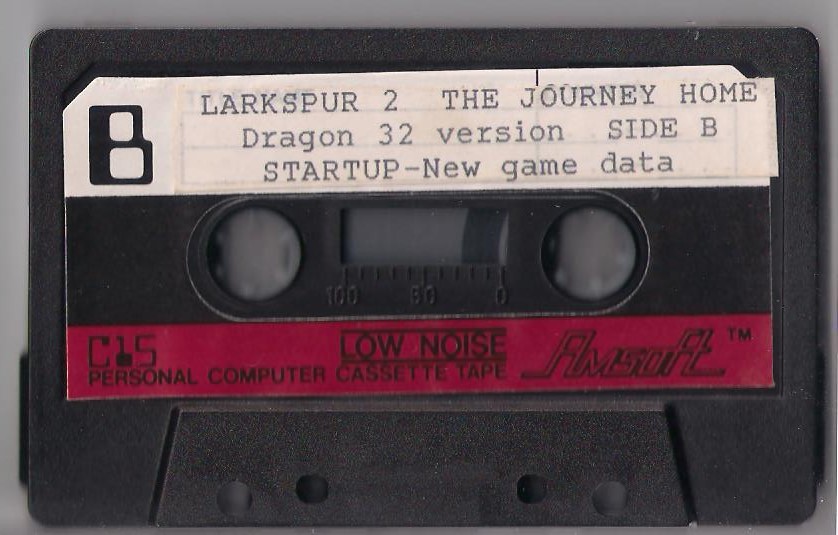 B
LARKSPUR 2 THE JOURNEY HOME
Dragon 32 version SIDE B
STARTUP-New game data
100 50 0
C15 LOW NOISE Amsoft ™
PERSONAL COMPUTER CASSETTE TAPE